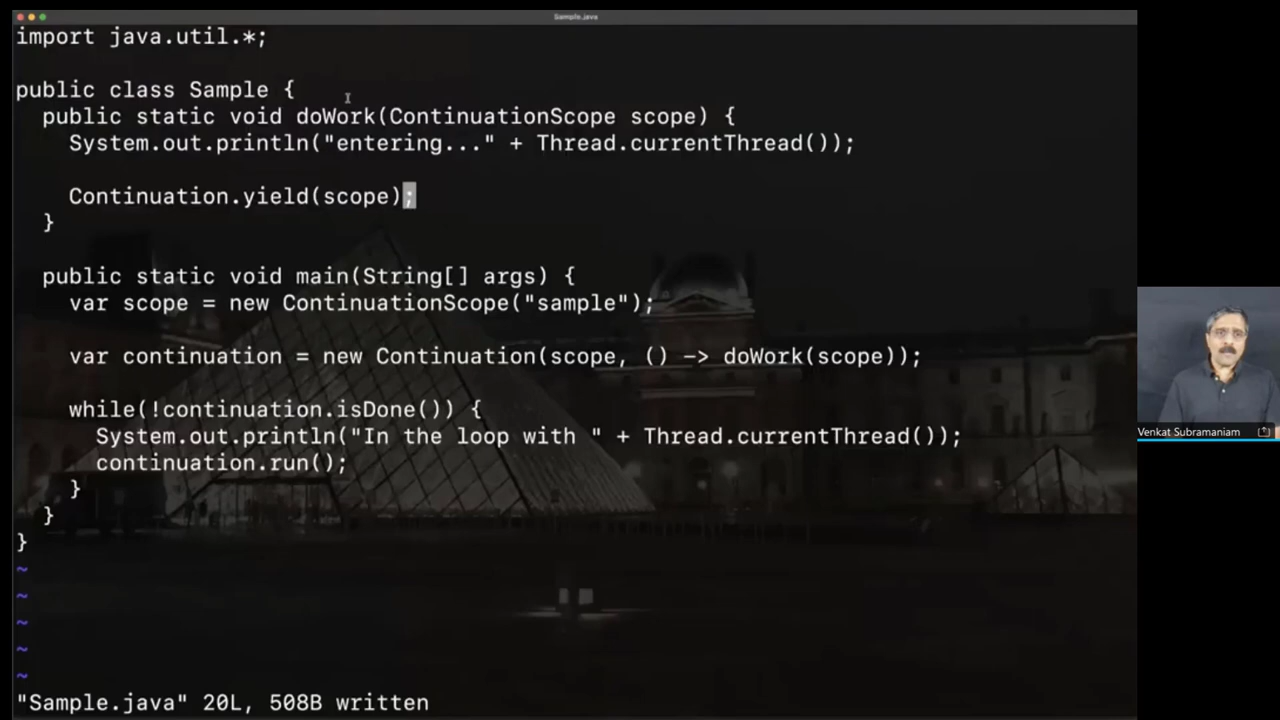 Sample.java
import java.util.*;
public class Sample {
public static void doWork(ContinuationScope scope) {
System.out.println("entering..." + Thread.currentThread());
Continuation.yield(scope);
}
public static void main(String[] args) {
var scope = new ContinuationScope("sample");
var continuation = new Continuation(scope, () -> doWork(scope));
while(!continuation.isDone()) {
System.out.println("In the loop with " + Thread.currentThread());
continuation.run();
}
}
}
~
~
~
~
~
"Sample.java" 20L, 508B written
Venkat Subramaniam